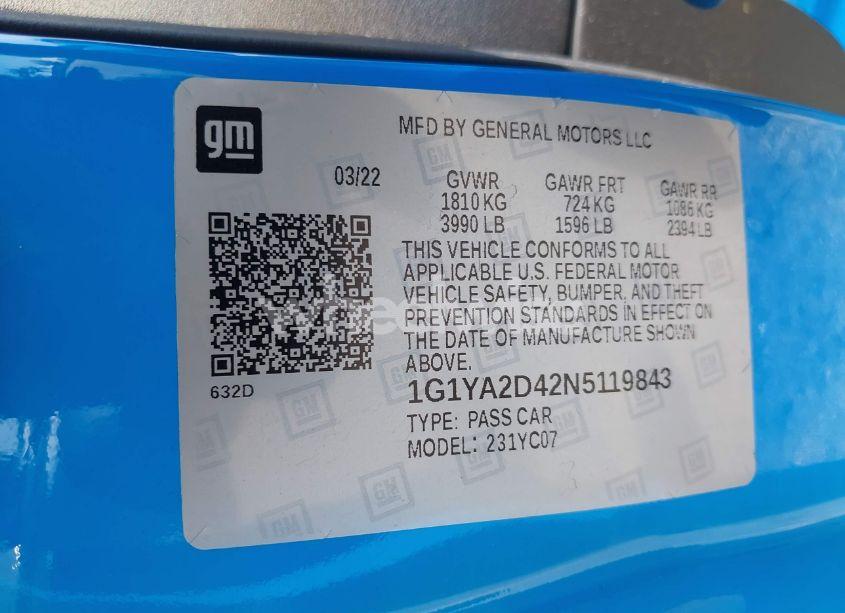 gm
MFD BY GENERAL MOTORS LLC
03/22
GVWR GAWR FRT GAWR RR
1810 KG 724 KG 1086 KG
3990 LB 1596 LB 2394 LB
THIS VEHICLE CONFORMS TO ALL
APPLICABLE U.S. FEDERAL MOTOR
VEHICLE SAFETY, BUMPER, AND THEFT
PREVENTION STANDARDS IN EFFECT ON
THE DATE OF MANUFACTURE SHOWN
ABOVE.
632D
1G1YA2D42N5119843
TYPE: PASS CAR
MODEL: 231YC07